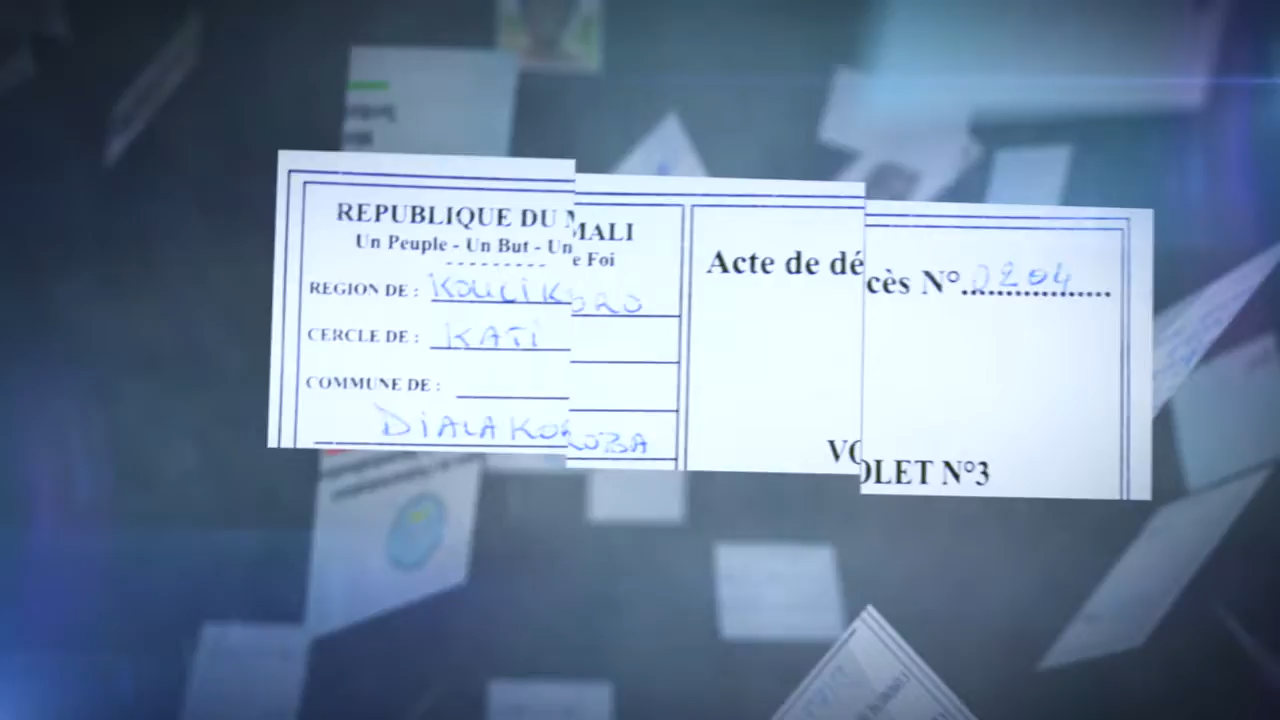 REPUBLIQUE DU MALI
Un Peuple - Un But - Une Foi
REGION DE : KOULIKORO
CERCLE DE : KATI
COMMUNE DE :
DIALAKOROBA
Acte de décès N° 0204
VOLET N°3